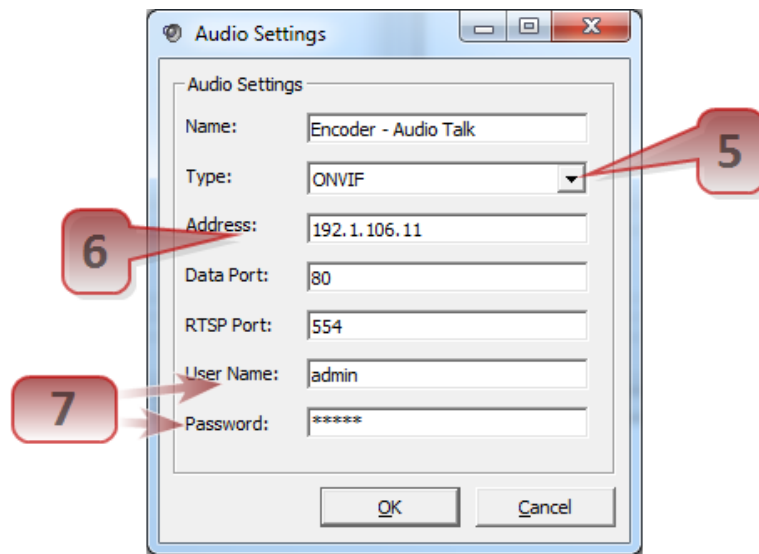 Audio Settings
Audio Settings
Name: Encoder - Audio Talk
Type: ONVIF
5
Address: 192.1.106.11
6
Data Port: 80
RTSP Port: 554
User Name: admin
7
Password: *****
OK Cancel